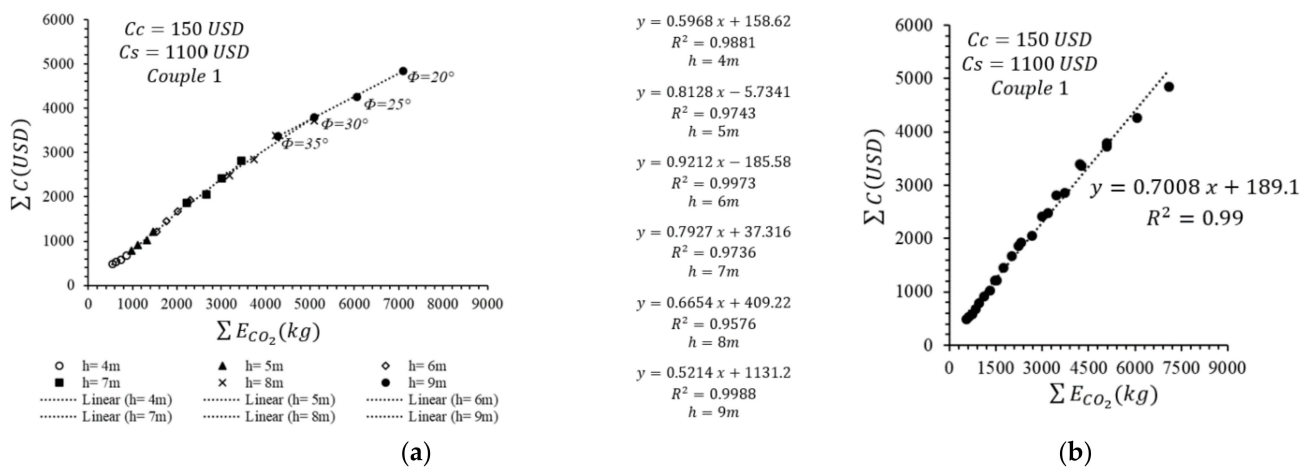 Cc = 150 USD
Cs = 1100 USD
Couple 1
6000
5000
4000
3000
2000
1000
0
∑ C(USD)
Φ=20°
Φ=25°
Φ=30°
Φ=35°
0 1000 2000 3000 4000 5000 6000 7000 8000 9000
∑ E_{CO_2}(kg)
h= 4m h= 5m h= 6m
h= 7m h= 8m h= 9m
Linear (h= 4m) Linear (h= 5m) Linear (h= 6m)
Linear (h= 7m) Linear (h= 8m) Linear (h= 9m)
(a)
y = 0.5968 x + 158.62
R² = 0.9881
h = 4m
y = 0.8128 x − 5.7341
R² = 0.9743
h = 5m
y = 0.9212 x − 185.58
R² = 0.9973
h = 6m
y = 0.7927 x + 37.316
R² = 0.9736
h = 7m
y = 0.6654 x + 409.22
R² = 0.9576
h = 8m
y = 0.5214 x + 1131.2
R² = 0.9988
h = 9m
Cc = 150 USD
Cs = 1100 USD
Couple 1
6000
5000
4000
3000
2000
1000
0
∑ C(USD)
y = 0.7008 x + 189.1
R² = 0.99
0 1500 3000 4500 6000 7500 9000
∑ E_{CO_2}(kg)
(b)